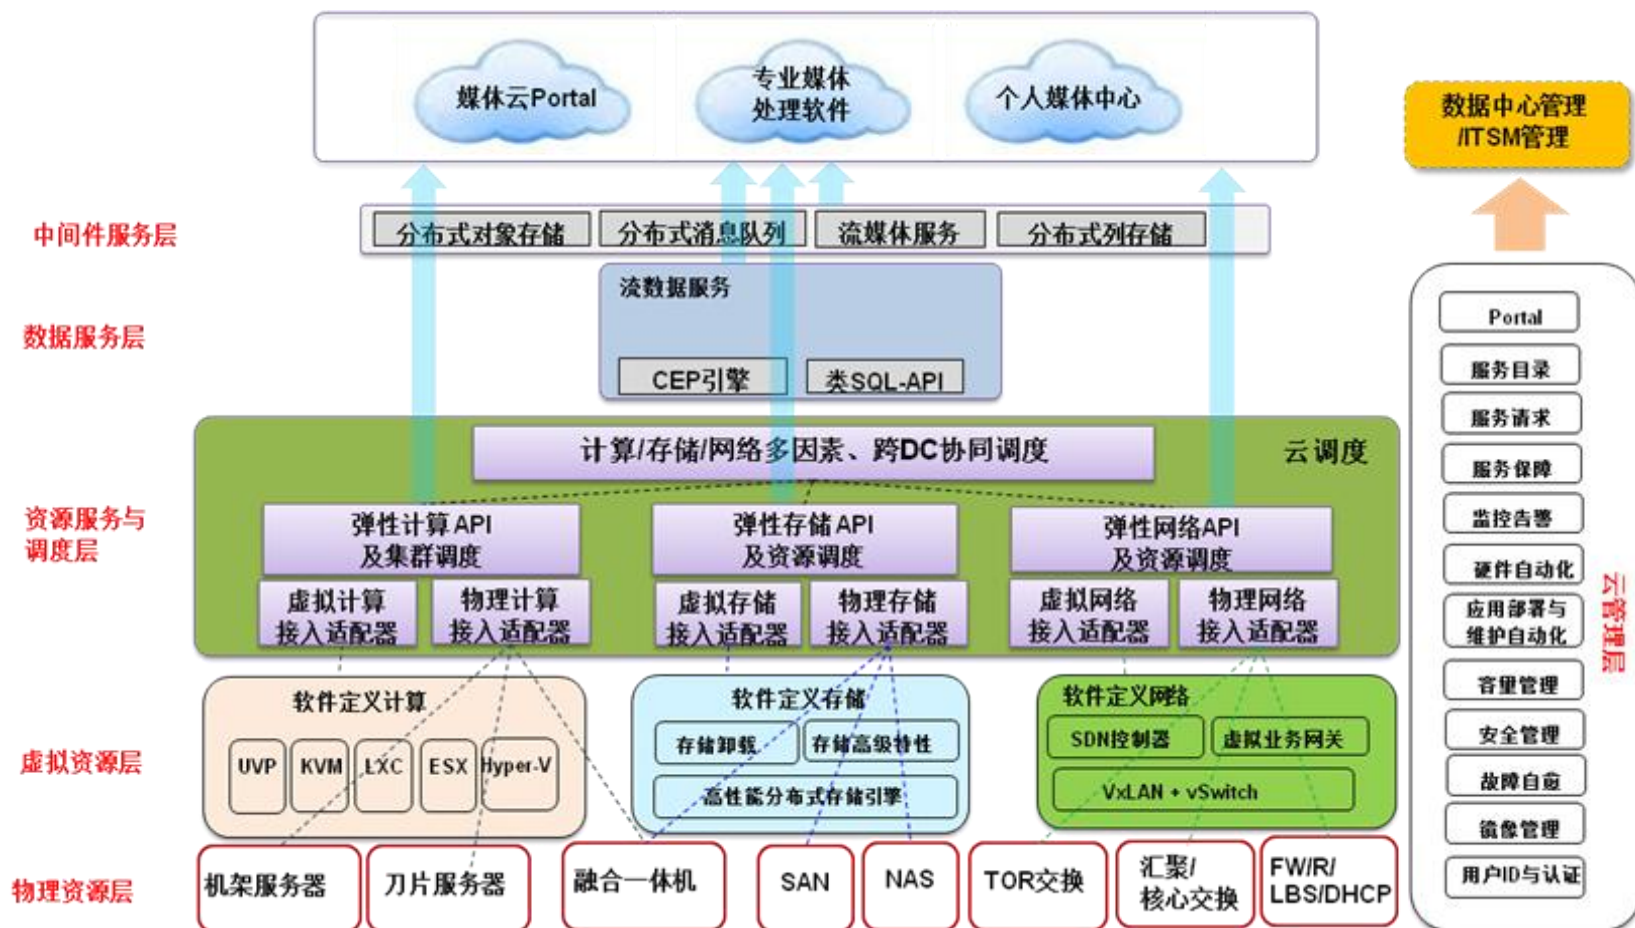 媒体云Portal
专业媒体
处理软件
个人媒体中心
数据中心管理
/ITSM管理
中间件服务层
分布式对象存储
分布式消息队列
流媒体服务
分布式列存储
数据服务层
流数据服务
CEP引擎
类SQL-API
资源服务与
调度层
计算/存储/网络多因素、跨DC协同调度
云调度
弹性计算API
及集群调度
弹性存储API
及资源调度
弹性网络API
及资源调度
虚拟计算
接入适配器
物理计算
接入适配器
虚拟存储
接入适配器
物理存储
接入适配器
虚拟网络
接入适配器
物理网络
接入适配器
虚拟资源层
软件定义计算
UVP
KVM
LXC
ESX
Hyper-V
软件定义存储
存储卸载
存储高级特性
高性能分布式存储引擎
软件定义网络
SDN控制器
虚拟业务网关
VxLAN + vSwitch
物理资源层
机架服务器
刀片服务器
融合一体机
SAN
NAS
TOR交换
汇聚/
核心交换
FW/R/
LBS/DHCP
Portal
服务目录
服务请求
服务保障
监控告警
硬件自动化
应用部署与
维护自动化
容量管理
安全管理
故障自愈
镜像管理
用户ID与认证
云管理层